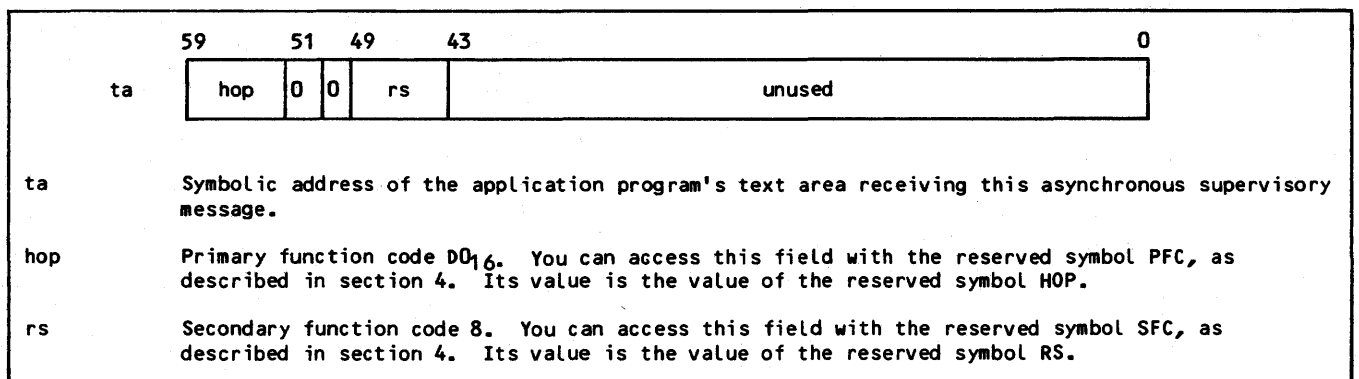 59 51 49 43 0
ta hop 0 0 rs unused
ta Symbolic address of the application program's text area receiving this asynchronous supervisory
message.
hop Primary function code D0₁₆. You can access this field with the reserved symbol PFC, as
described in section 4. Its value is the value of the reserved symbol HOP.
rs Secondary function code 8. You can access this field with the reserved symbol SFC, as
described in section 4. Its value is the value of the reserved symbol RS.